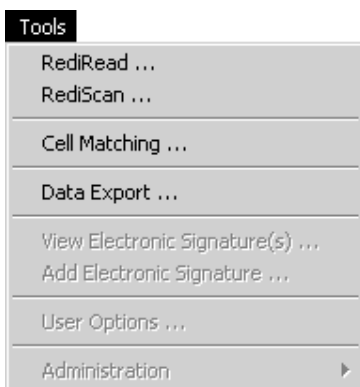 Tools
RediRead ...
RediScan ...
Cell Matching ...
Data Export ...
View Electronic Signature(s) ...
Add Electronic Signature ...
User Options ...
Administration